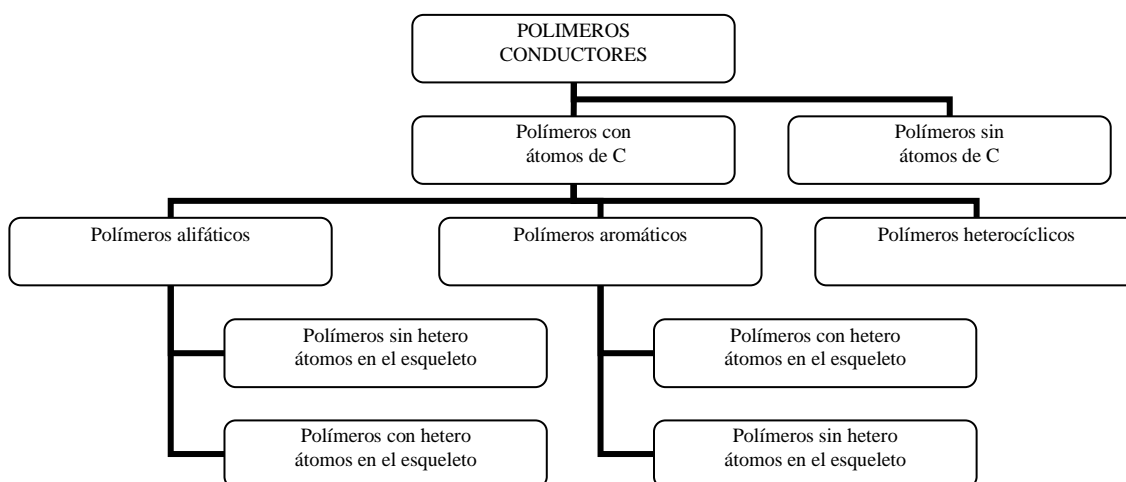 POLIMEROS
CONDUCTORES
Polímeros con
átomos de C
Polímeros sin
átomos de C
Polímeros alifáticos
Polímeros aromáticos
Polímeros heterocíclicos
Polímeros sin hetero
átomos en el esqueleto
Polímeros con hetero
átomos en el esqueleto
Polímeros con hetero
átomos en el esqueleto
Polímeros sin hetero
átomos en el esqueleto